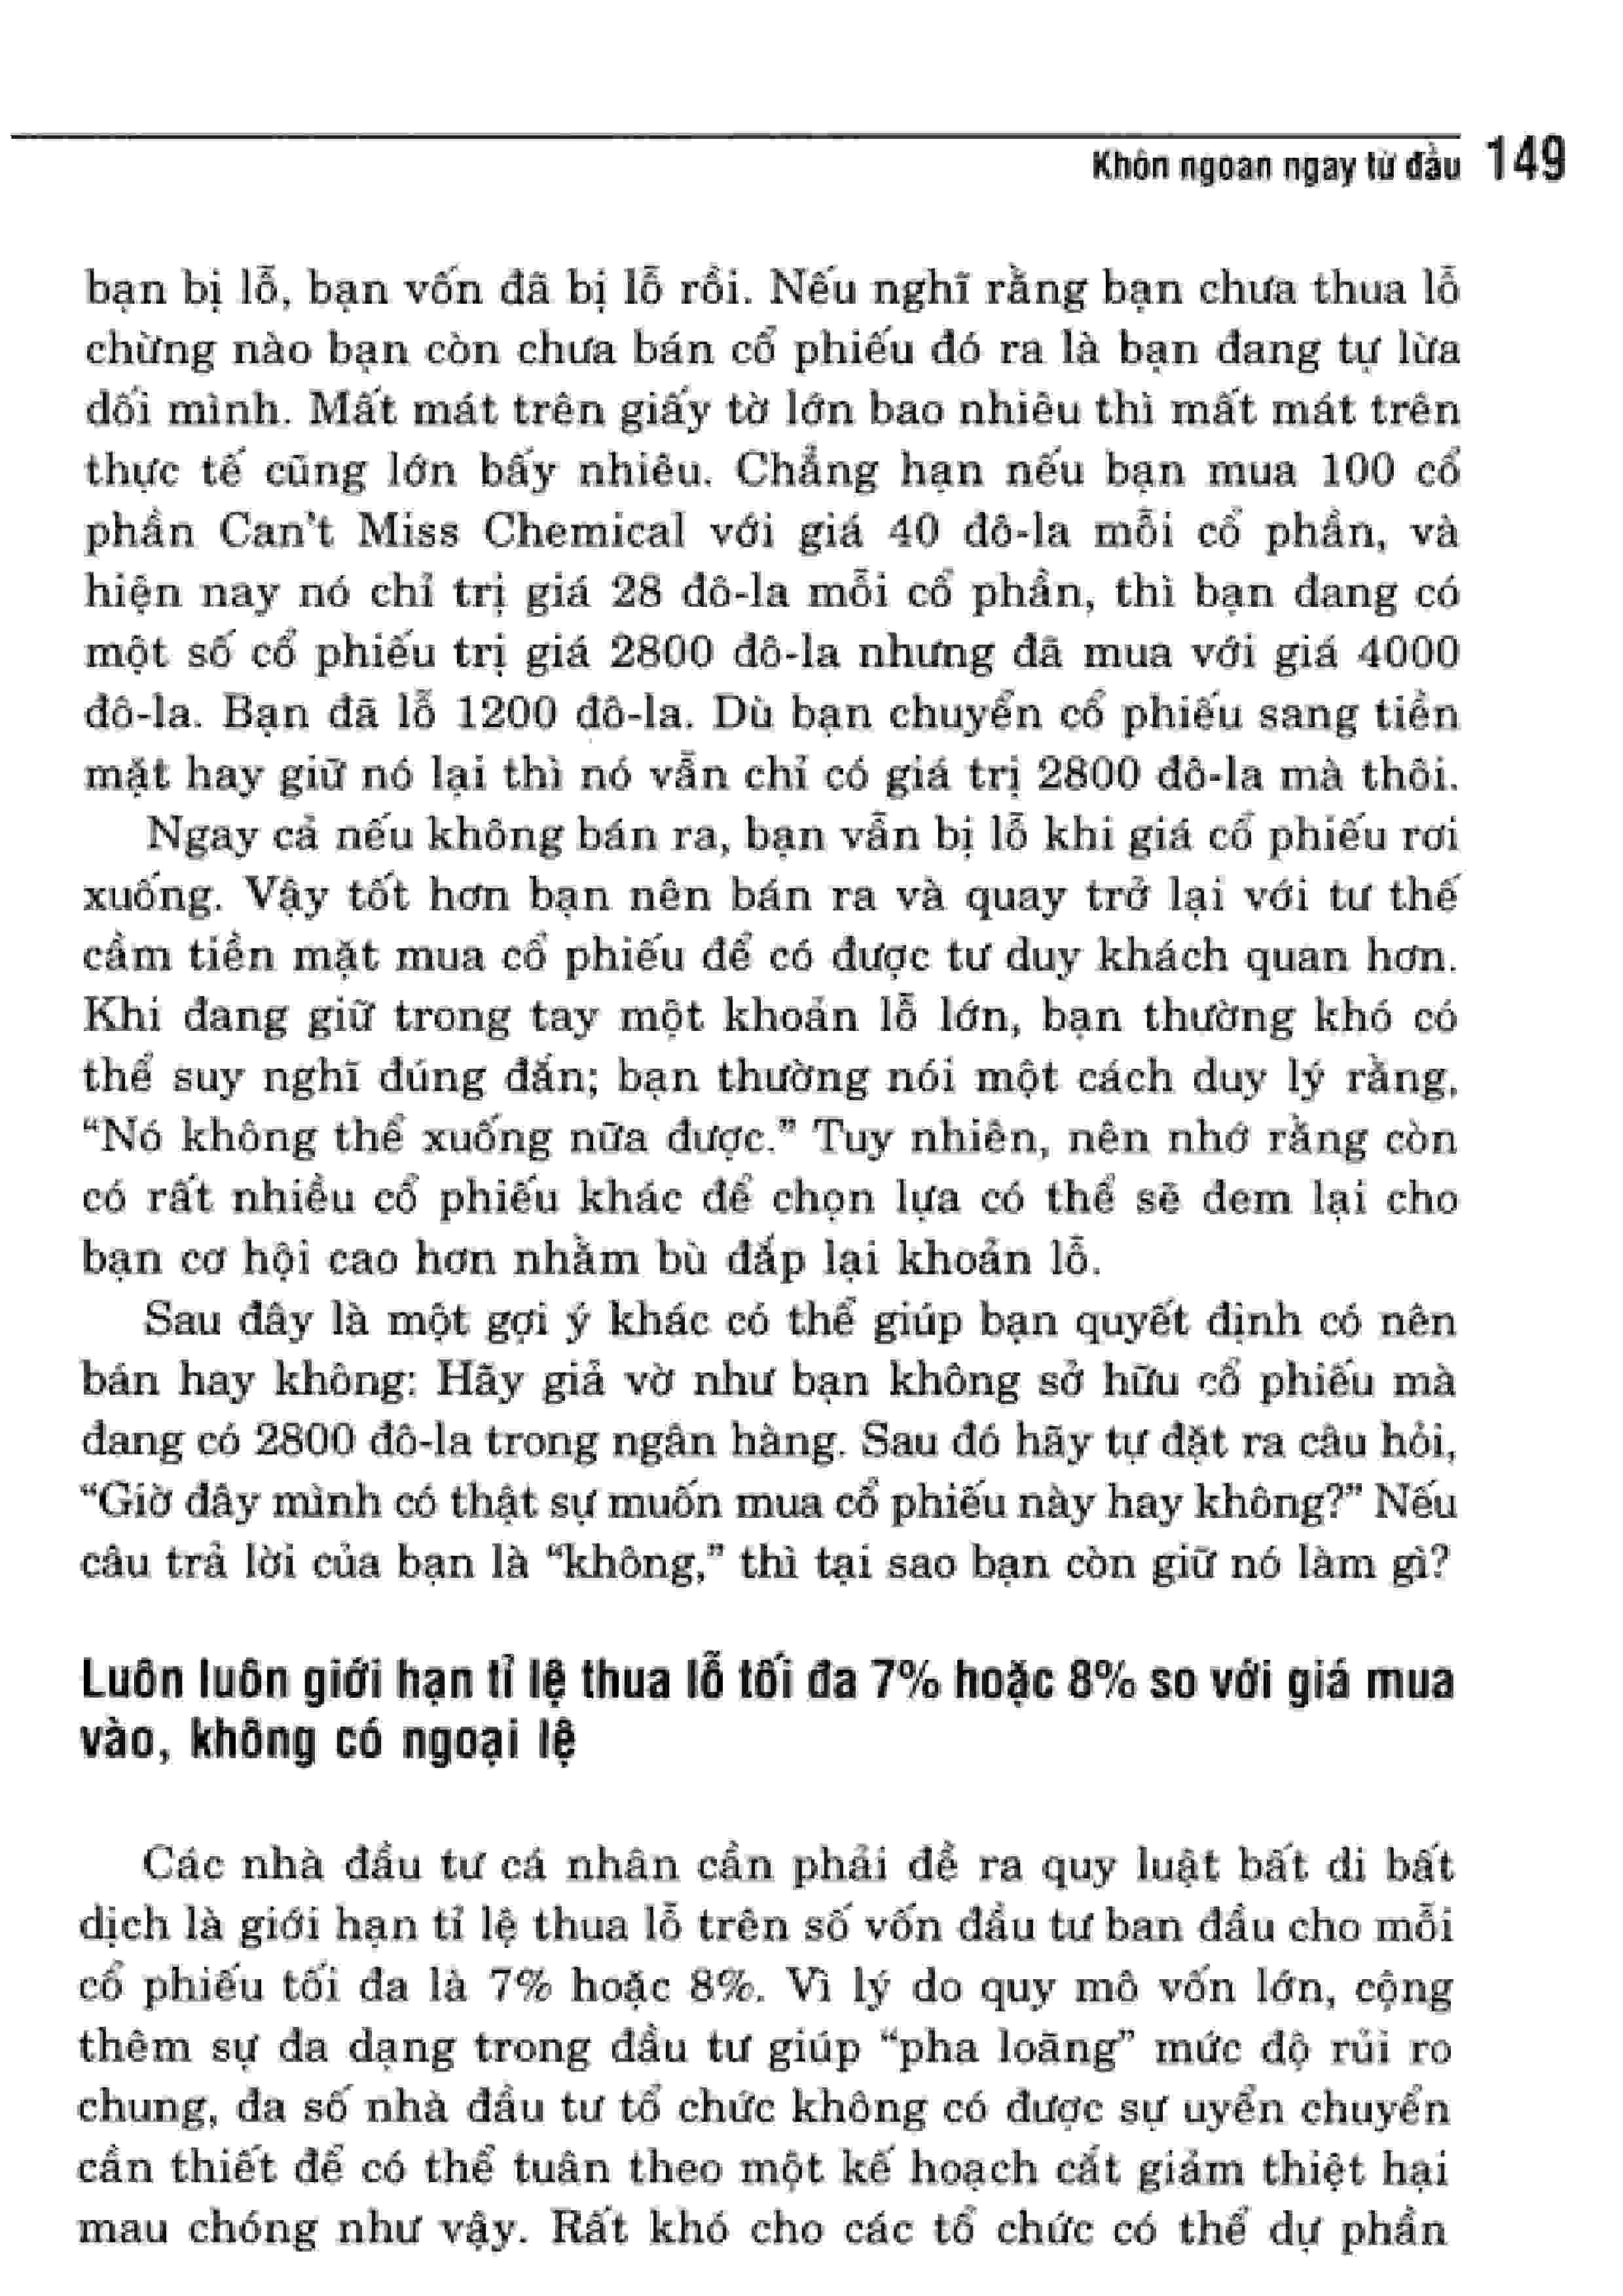 Khôn ngoan ngay từ đầu 149
bạn bị lỗ, bạn vốn đã bị lỗ rồi. Nếu nghĩ rằng bạn chưa thua lỗ
chừng nào bạn còn chưa bán cổ phiếu đó ra là bạn đang tự lừa
dối mình. Mất mát trên giấy tờ lớn bao nhiêu thì mất mát trên
thực tế cũng lớn bấy nhiêu. Chẳng hạn nếu bạn mua 100 cổ
phần Can't Miss Chemical với giá 40 đô-la mỗi cổ phần, và
hiện nay nó chỉ trị giá 28 đô-la mỗi cổ phần, thì bạn đang có
một số cổ phiếu trị giá 2800 đô-la nhưng đã mua với giá 4000
đô-la. Bạn đã lỗ 1200 đô-la. Dù bạn chuyển cổ phiếu sang tiền
mặt hay giữ nó lại thì nó vẫn chỉ có giá trị 2800 đô-la mà thôi.
Ngay cả nếu không bán ra, bạn vẫn bị lỗ khi giá cổ phiếu rơi
xuống. Vậy tốt hơn bạn nên bán ra và quay trở lại với tư thế
cầm tiền mặt mua cổ phiếu để có được tư duy khách quan hơn.
Khi đang giữ trong tay một khoản lỗ lớn, bạn thường khó có
thể suy nghĩ đúng đắn; bạn thường nói một cách duy lý rằng,
“Nó không thể xuống nữa được.” Tuy nhiên, nên nhớ rằng còn
có rất nhiều cổ phiếu khác để chọn lựa có thể sẽ đem lại cho
bạn cơ hội cao hơn nhằm bù đắp lại khoản lỗ.
Sau đây là một gợi ý khác có thể giúp bạn quyết định có nên
bán hay không: Hãy giả vờ như bạn không sở hữu cổ phiếu mà
đang có 2800 đô-la trong ngân hàng. Sau đó hãy tự đặt ra câu hỏi,
“Giờ đây mình có thật sự muốn mua cổ phiếu này hay không?” Nếu
câu trả lời của bạn là “không,” thì tại sao bạn còn giữ nó làm gì?
Luôn luôn giới hạn tỉ lệ thua lỗ tối đa 7% hoặc 8% so với giá mua
vào, không có ngoại lệ
Các nhà đầu tư cá nhân cần phải đề ra quy luật bất di bất
dịch là giới hạn tỉ lệ thua lỗ trên số vốn đầu tư ban đầu cho mỗi
cổ phiếu tối đa là 7% hoặc 8%. Vì lý do quy mô vốn lớn, cộng
thêm sự đa dạng trong đầu tư giúp “pha loãng” mức độ rủi ro
chung, đa số nhà đầu tư tổ chức không có được sự uyển chuyển
cần thiết để có thể tuân theo một kế hoạch cắt giảm thiệt hại
mau chóng như vậy. Rất khó cho các tổ chức có thể dự phần